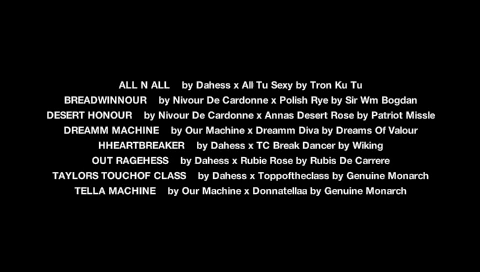 ALL N ALL by Dahess x All Tu Sexy by Tron Ku Tu
BREADWINNOUR by Nivour De Cardonne x Polish Rye by Sir Wm Bogdan
DESERT HONOUR by Nivour De Cardonne x Annas Desert Rose by Patriot Missle
DREAMM MACHINE by Our Machine x Dreamm Diva by Dreams Of Valour
HHEARTBREAKER by Dahess x TC Break Dancer by Wiking
OUT RAGEHESS by Dahess x Rubie Rose by Rubis De Carrere
TAYLORS TOUCHOF CLASS by Dahess x Toppoftheclass by Genuine Monarch
TELLA MACHINE by Our Machine x Donnatellaa by Genuine Monarch